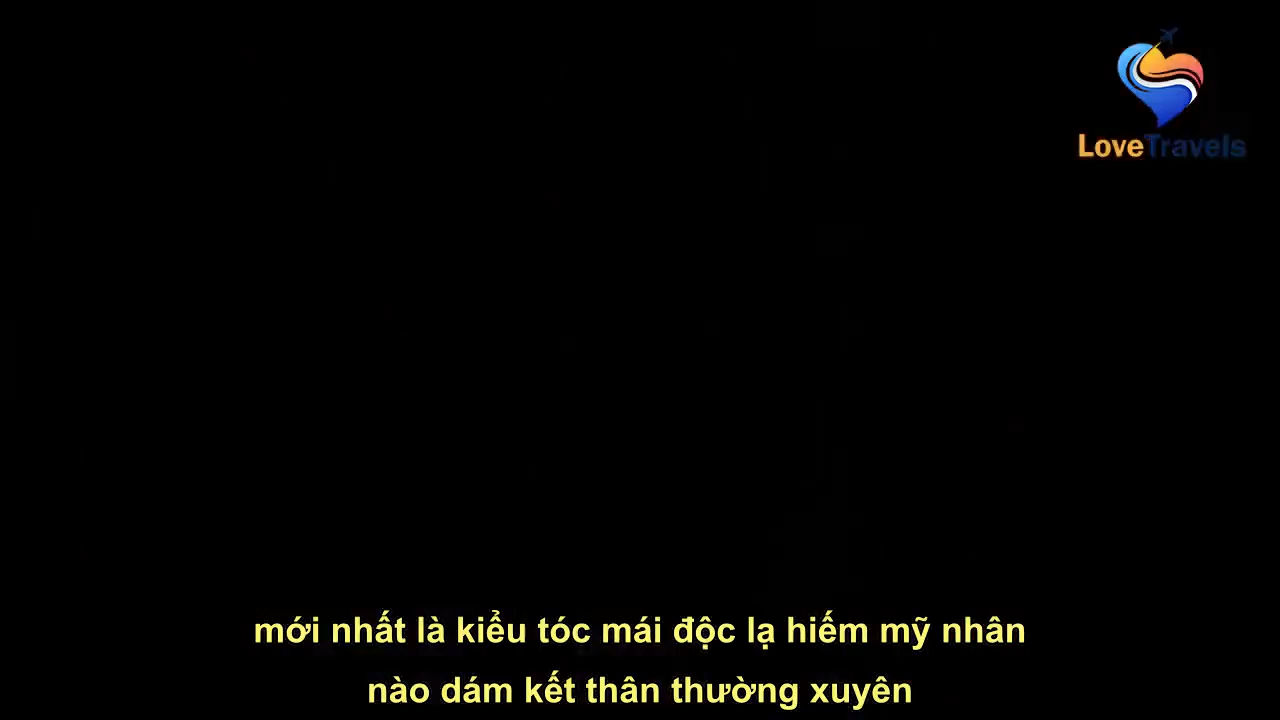 LoveTravels
mới nhất là kiểu tóc mái độc lạ hiếm mỹ nhân
nào dám kết thân thường xuyên